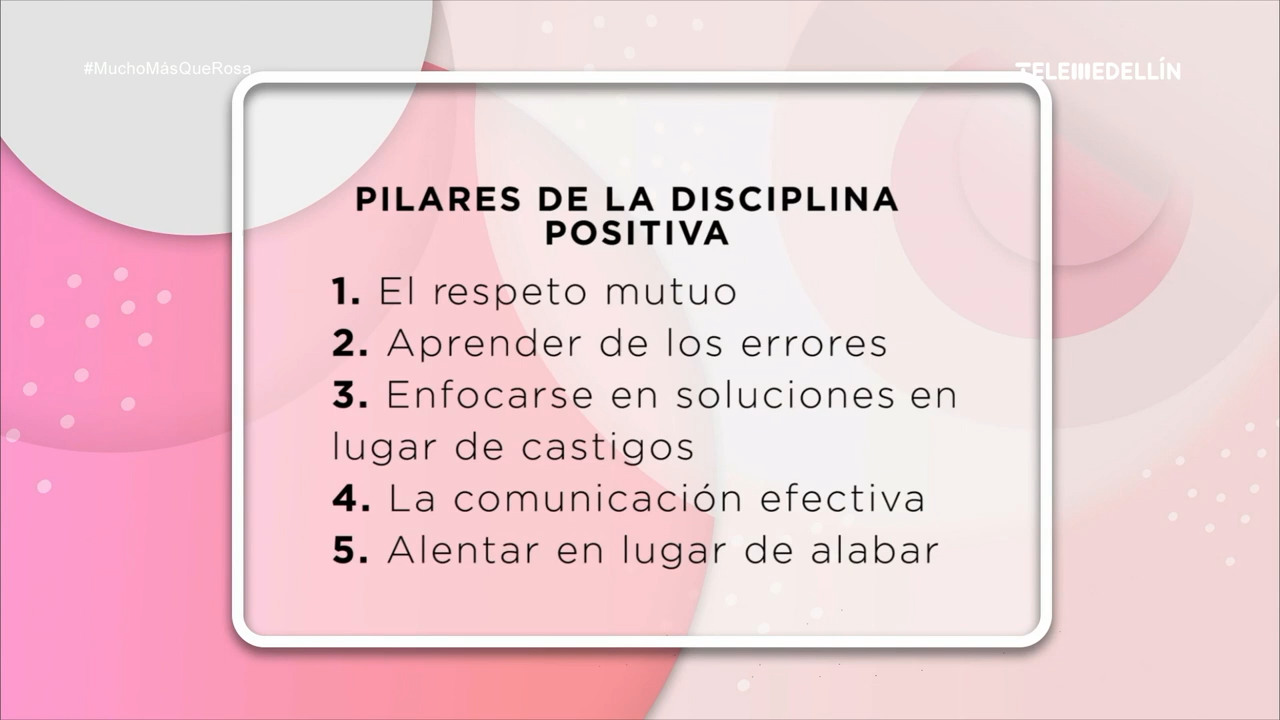 #MuchoMásQueRosa
TELEMEDELLÍN
PILARES DE LA DISCIPLINA
POSITIVA
1. El respeto mutuo
2. Aprender de los errores
3. Enfocarse en soluciones en
lugar de castigos
4. La comunicación efectiva
5. Alentar en lugar de alabar